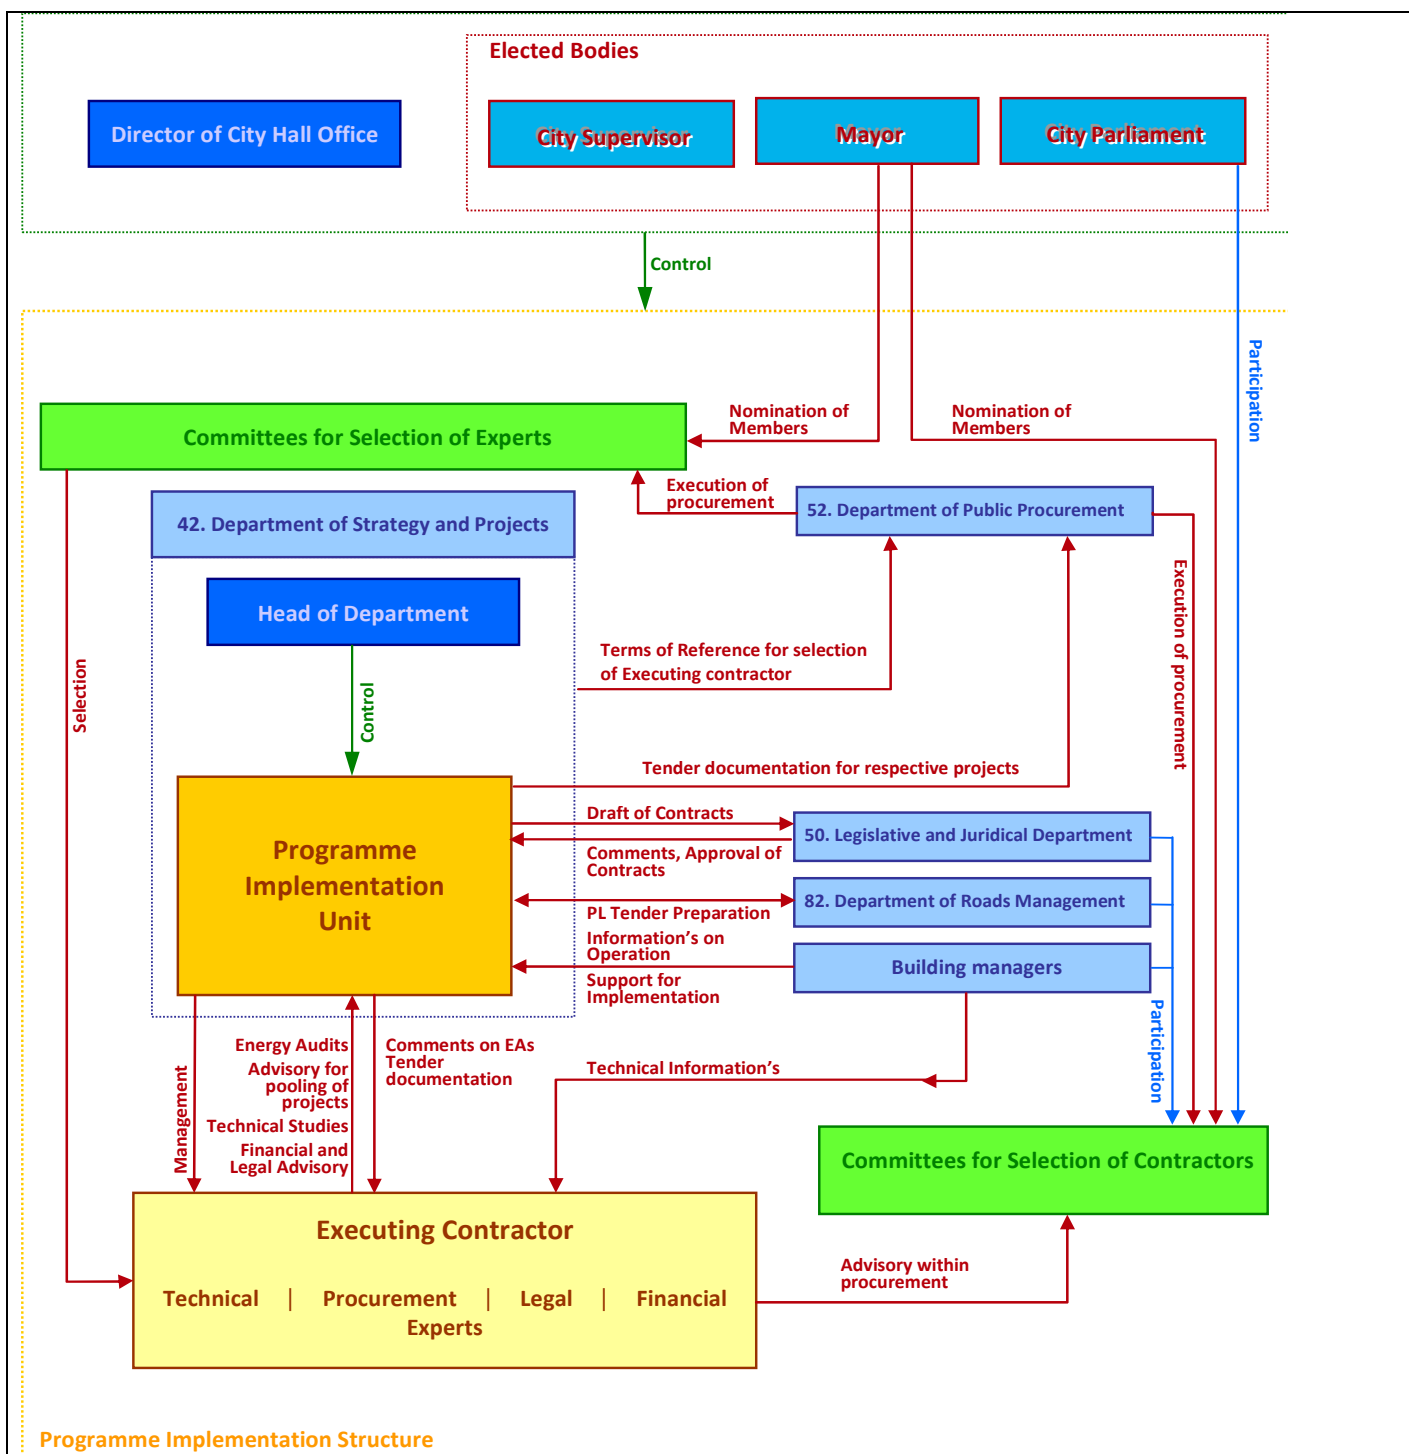 Elected Bodies
Director of City Hall Office
City Supervisor
Mayor
City Parliament
Control
Participation
Nomination of
Members
Nomination of
Members
Committees for Selection of Experts
Execution of
procurement
42. Department of Strategy and Projects
52. Department of Public Procurement
Head of Department
Execution of procurement
Selection
Terms of Reference for selection
of Executing contractor
Control
Tender documentation for respective projects
Draft of Contracts
50. Legislative and Juridical Department
Programme
Implementation
Unit
Comments, Approval of
Contracts
82. Department of Roads Management
PL Tender Preparation
Information's on
Operation
Building managers
Support for
Implementation
Participation
Management
Energy Audits
Advisory for
pooling of
projects
Technical Studies
Financial and
Legal Advisory
Comments on EAs
Tender
documentation
Technical Information's
Committees for Selection of Contractors
Executing Contractor
Technical | Procurement | Legal | Financial
Experts
Advisory within
procurement
Programme Implementation Structure